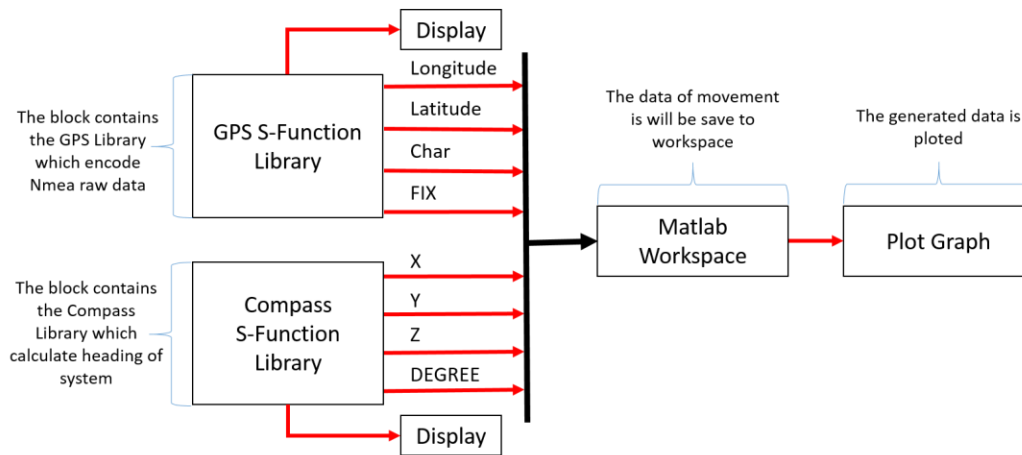 Display
Longitude
Latitude
Char
FIX
The block contains
the GPS Library
which encode
Nmea raw data
GPS S-Function
Library
The data of movement
is will be save to
workspace
The generated data is
ploted
Matlab
Workspace
Plot Graph
X
Y
Z
DEGREE
The block contains
the Compass
Library which
calculate heading of
system
Compass
S-Function
Library
Display